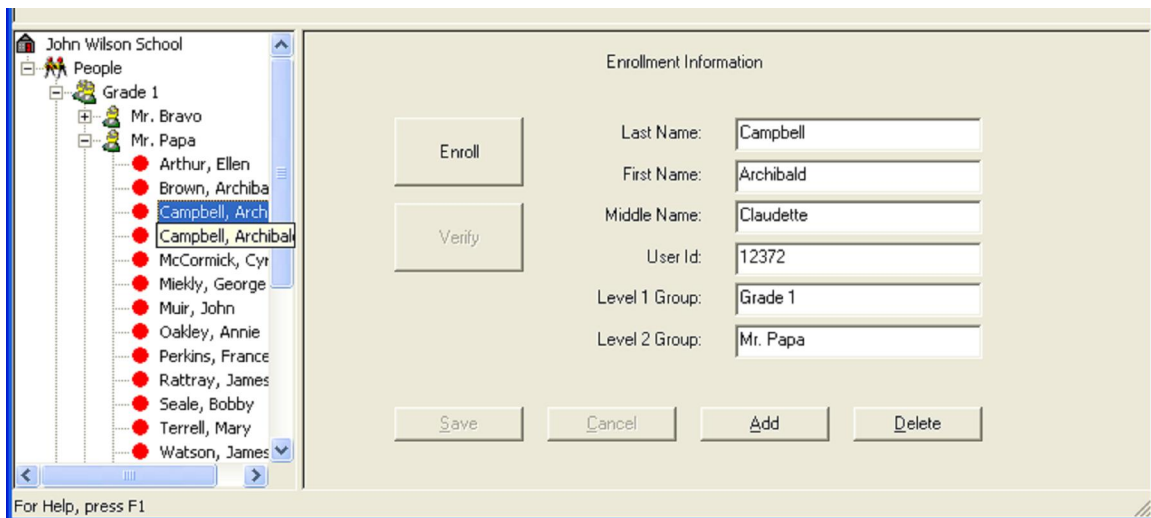 John Wilson School
People
Grade 1
Mr. Bravo
Mr. Papa
Arthur, Ellen
Brown, Archiba
Campbell, Arch
Campbell, Archibald
McCormick, Cyr
Miekly, George
Muir, John
Oakley, Annie
Perkins, France
Rattray, James
Seale, Bobby
Terrell, Mary
Watson, James
Enrollment Information
Enroll
Verify
Last Name: Campbell
First Name: Archibald
Middle Name: Claudette
User Id: 12372
Level 1 Group: Grade 1
Level 2 Group: Mr. Papa
Save Cancel Add Delete
For Help, press F1